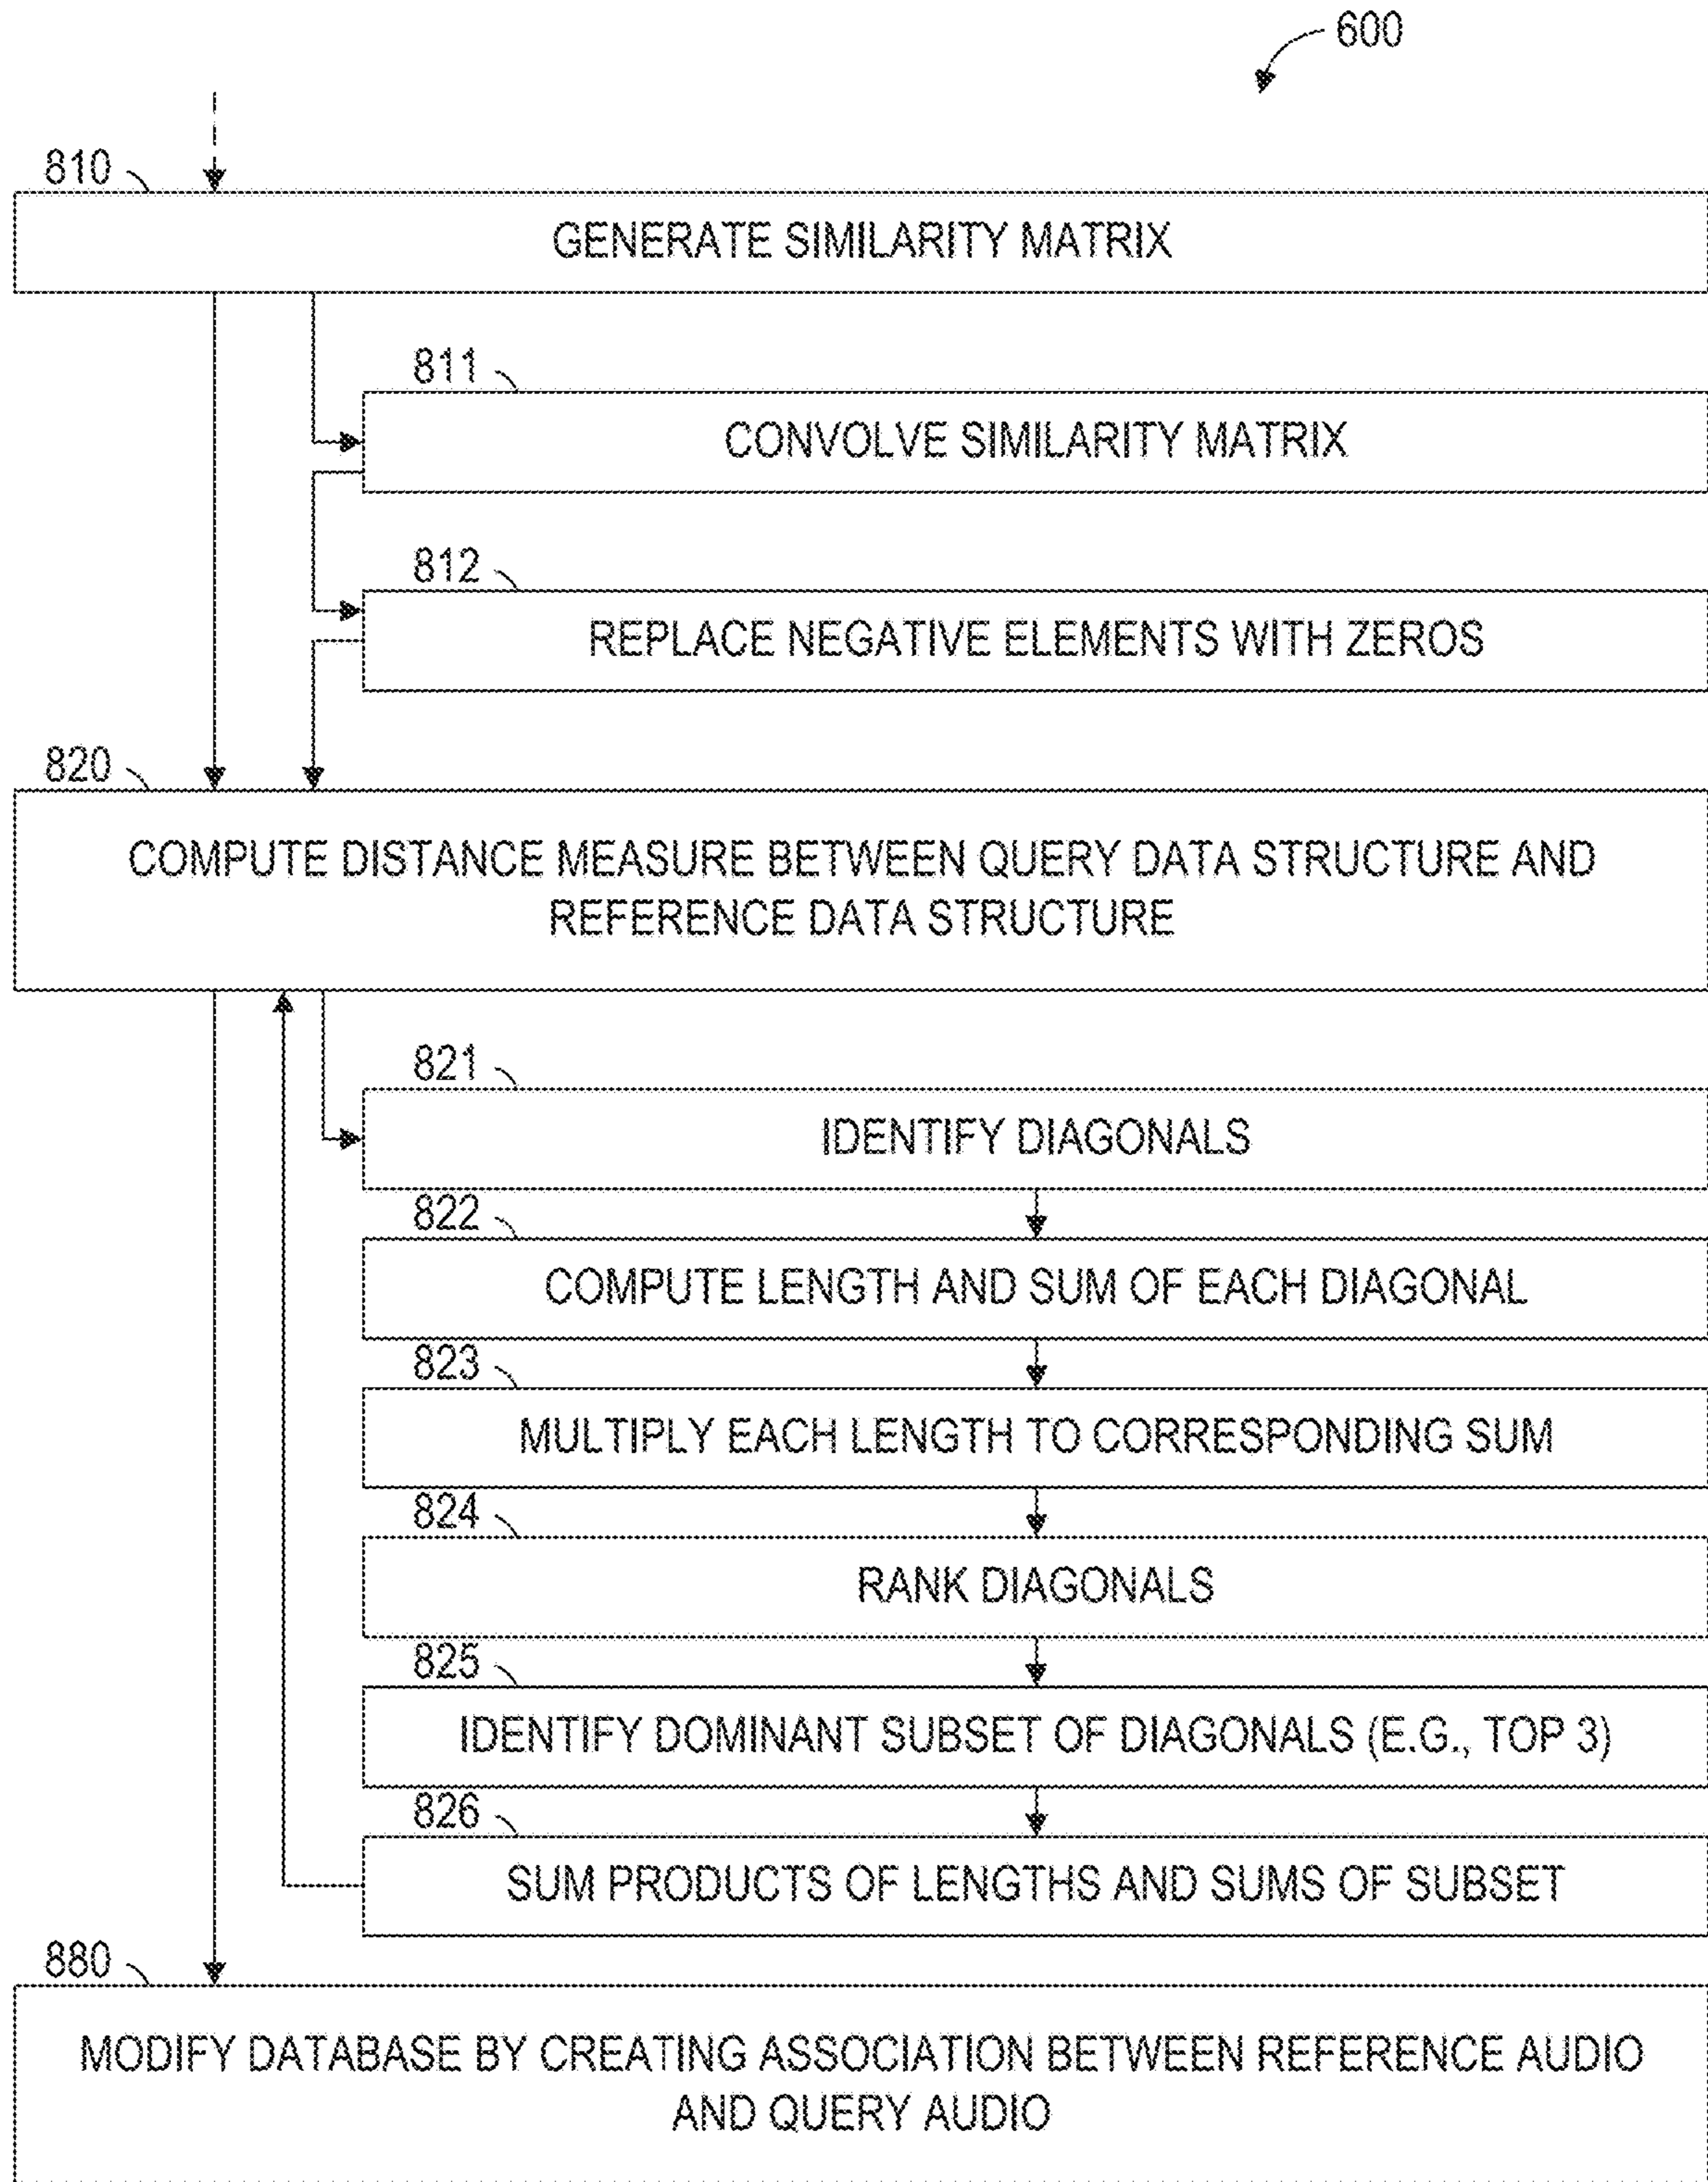 600
810
GENERATE SIMILARITY MATRIX
811
CONVOLVE SIMILARITY MATRIX
812
REPLACE NEGATIVE ELEMENTS WITH ZEROS
820
COMPUTE DISTANCE MEASURE BETWEEN QUERY DATA STRUCTURE AND
REFERENCE DATA STRUCTURE
821
IDENTIFY DIAGONALS
822
COMPUTE LENGTH AND SUM OF EACH DIAGONAL
823
MULTIPLY EACH LENGTH TO CORRESPONDING SUM
824
RANK DIAGONALS
825
IDENTIFY DOMINANT SUBSET OF DIAGONALS (E.G., TOP 3)
826
SUM PRODUCTS OF LENGTHS AND SUMS OF SUBSET
880
MODIFY DATABASE BY CREATING ASSOCIATION BETWEEN REFERENCE AUDIO
AND QUERY AUDIO